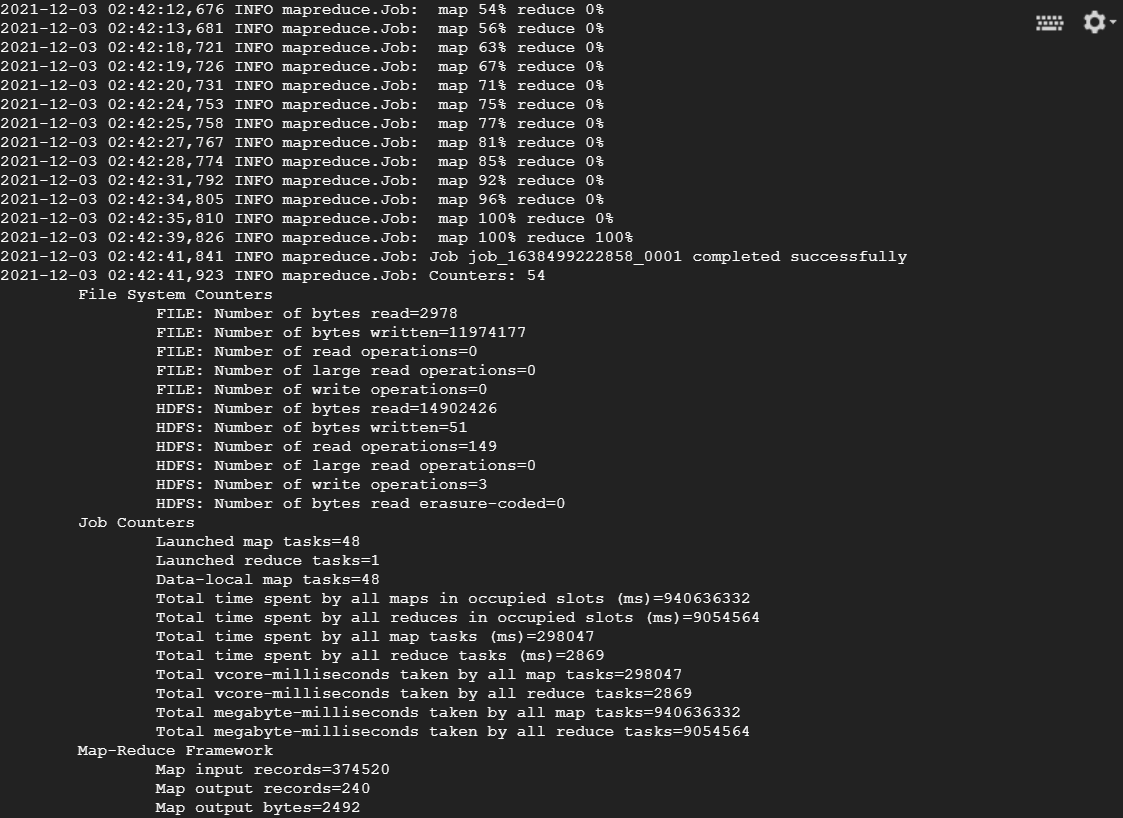 2021-12-03 02:42:12,676 INFO mapreduce.Job:  map 54% reduce 0%
2021-12-03 02:42:13,681 INFO mapreduce.Job:  map 56% reduce 0%
2021-12-03 02:42:18,721 INFO mapreduce.Job:  map 63% reduce 0%
2021-12-03 02:42:19,726 INFO mapreduce.Job:  map 67% reduce 0%
2021-12-03 02:42:20,731 INFO mapreduce.Job:  map 71% reduce 0%
2021-12-03 02:42:24,753 INFO mapreduce.Job:  map 75% reduce 0%
2021-12-03 02:42:25,758 INFO mapreduce.Job:  map 77% reduce 0%
2021-12-03 02:42:27,767 INFO mapreduce.Job:  map 81% reduce 0%
2021-12-03 02:42:28,774 INFO mapreduce.Job:  map 85% reduce 0%
2021-12-03 02:42:31,792 INFO mapreduce.Job:  map 92% reduce 0%
2021-12-03 02:42:34,805 INFO mapreduce.Job:  map 96% reduce 0%
2021-12-03 02:42:35,810 INFO mapreduce.Job:  map 100% reduce 0%
2021-12-03 02:42:39,826 INFO mapreduce.Job:  map 100% reduce 100%
2021-12-03 02:42:41,841 INFO mapreduce.Job: Job job_1638499222858_0001 completed successfully
2021-12-03 02:42:41,923 INFO mapreduce.Job: Counters: 54
File System Counters
FILE: Number of bytes read=2978
FILE: Number of bytes written=11974177
FILE: Number of read operations=0
FILE: Number of large read operations=0
FILE: Number of write operations=0
HDFS: Number of bytes read=14902426
HDFS: Number of bytes written=51
HDFS: Number of read operations=149
HDFS: Number of large read operations=0
HDFS: Number of write operations=3
HDFS: Number of bytes read erasure-coded=0
Job Counters
Launched map tasks=48
Launched reduce tasks=1
Data-local map tasks=48
Total time spent by all maps in occupied slots (ms)=940636332
Total time spent by all reduces in occupied slots (ms)=9054564
Total time spent by all map tasks (ms)=298047
Total time spent by all reduce tasks (ms)=2869
Total vcore-milliseconds taken by all map tasks=298047
Total vcore-milliseconds taken by all reduce tasks=2869
Total megabyte-milliseconds taken by all map tasks=940636332
Total megabyte-milliseconds taken by all reduce tasks=9054564
Map-Reduce Framework
Map input records=374520
Map output records=240
Map output bytes=2492